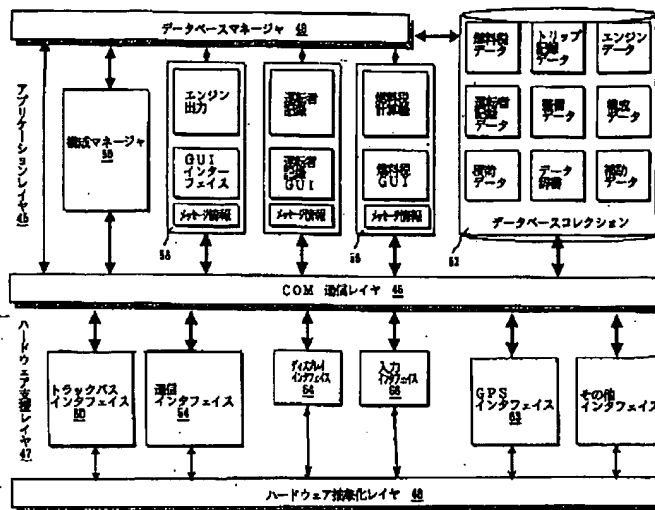 データベースマネージャ 49
アプリケーションレイヤ(45)
構成マネージャ
58
エンジン
出力
GUI
インター
フェイス
メッセージ情報
58
運転者
記録
運転者
記録GUI
メッセージ情報
燃料税
計算機
燃料税
GUI
メッセージ情報
56
燃料税
データ
トリップ
記録
データ
エンジン
データ
運転者
記録
データ
データ
データ
データ
データ
辞書
補助
データ
データベースコレクション
52
COM 通信レイヤ 46
ハードウェア支援レイヤ(47)
トラックバス
インタフェイス
60
通信
インタフェイス
64
ディスプレイ
インタフェイス
入力
インタフェイス
66
GPS
インタフェイス
63
その他
インタフェイス
ハードウェア抽象化レイヤ 48